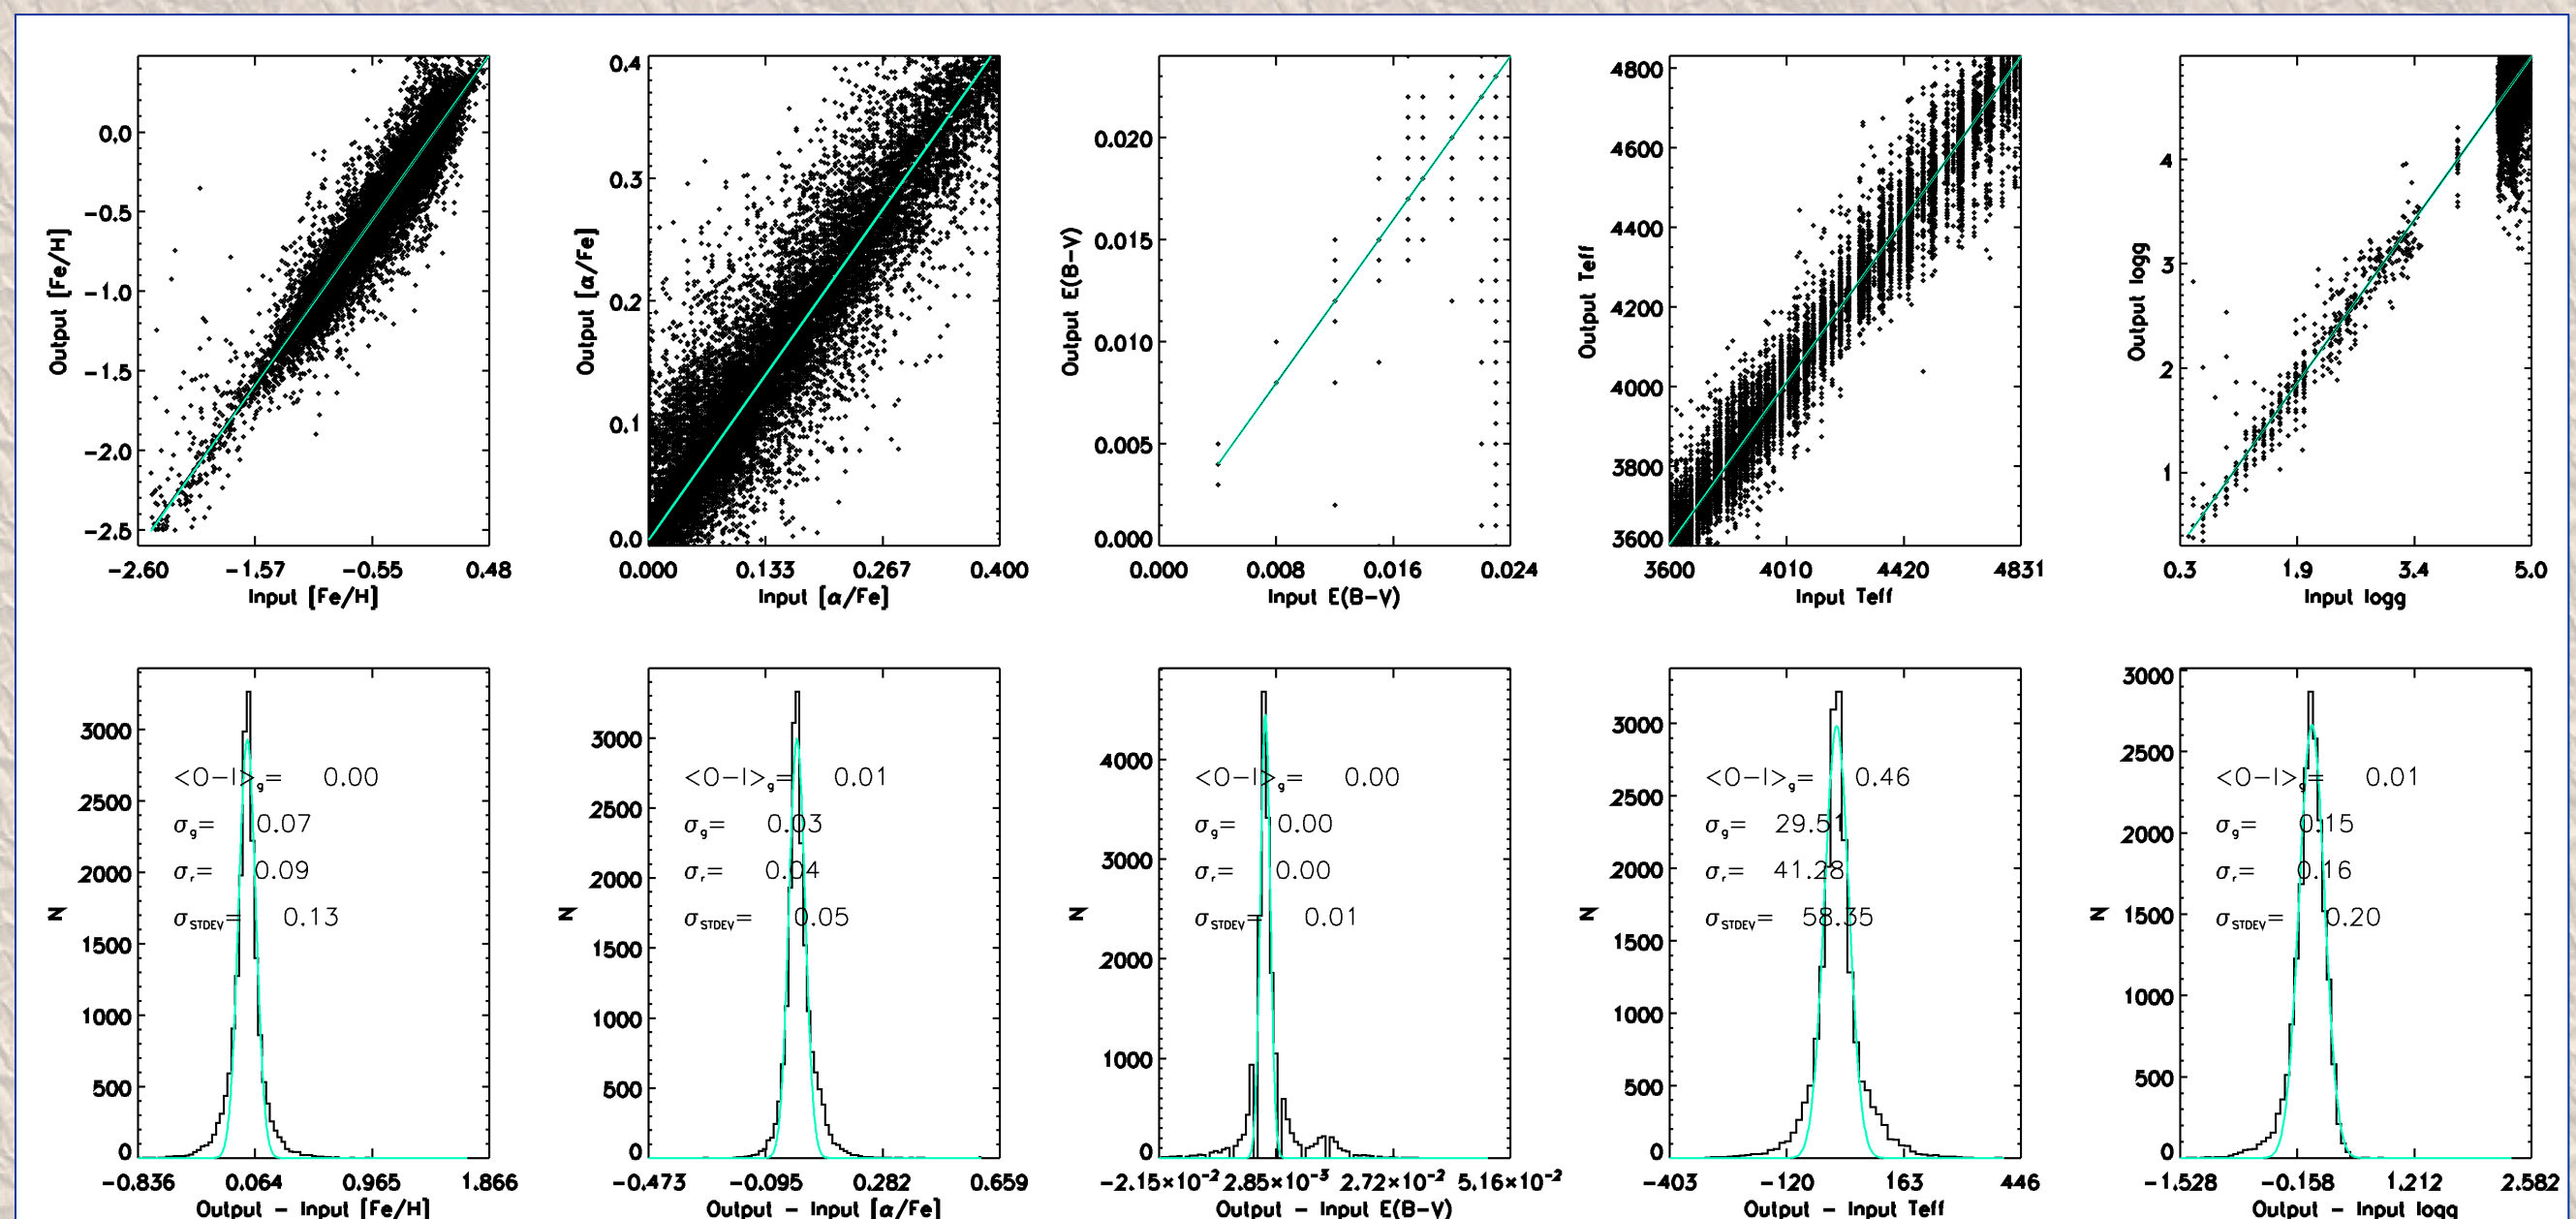 Output [Fe/H]
0.0
-0.5
-1.0
-1.5
-2.0
-2.5
-2.60 -1.57 -0.55 0.48
Input [Fe/H]
Output [α/Fe]
0.4
0.3
0.2
0.1
0.0
0.000 0.133 0.267 0.400
Input [α/Fe]
Output E(B-V)
0.020
0.015
0.010
0.005
0.000
0.000 0.008 0.016 0.024
Input E(B-V)
Output Teff
4800
4600
4400
4200
4000
3800
3600
3600 4010 4420 4831
Input Teff
Output logg
4
3
2
1
0.3 1.9 3.4 5.0
Input logg
N
3000
2500
2000
1500
1000
500
0
<O-I>g= 0.00
σg= 0.07
σr= 0.09
σSTDEV= 0.13
-0.836 0.064 0.965 1.866
Output - Input [Fe/H]
N
3000
2500
2000
1500
1000
500
0
<O-I>g= 0.01
σg= 0.03
σr= 0.04
σSTDEV= 0.05
-0.473 -0.095 0.282 0.659
Output - Input [α/Fe]
N
4000
3000
2000
1000
0
<O-I>g= 0.00
σg= 0.00
σr= 0.00
σSTDEV= 0.01
-2.15×10⁻² 2.85×10⁻³ 2.72×10⁻² 5.16×10⁻²
Output - Input E(B-V)
N
3000
2500
2000
1500
1000
500
0
<O-I>g= 0.46
σg= 29.51
σr= 41.28
σSTDEV= 58.35
-403 -120 163 446
Output - Input Teff
N
3000
2500
2000
1500
1000
500
0
<O-I>g= 0.01
σg= 0.15
σr= 0.16
σSTDEV= 0.20
-1.528 -0.158 1.212 2.582
Output - Input logg